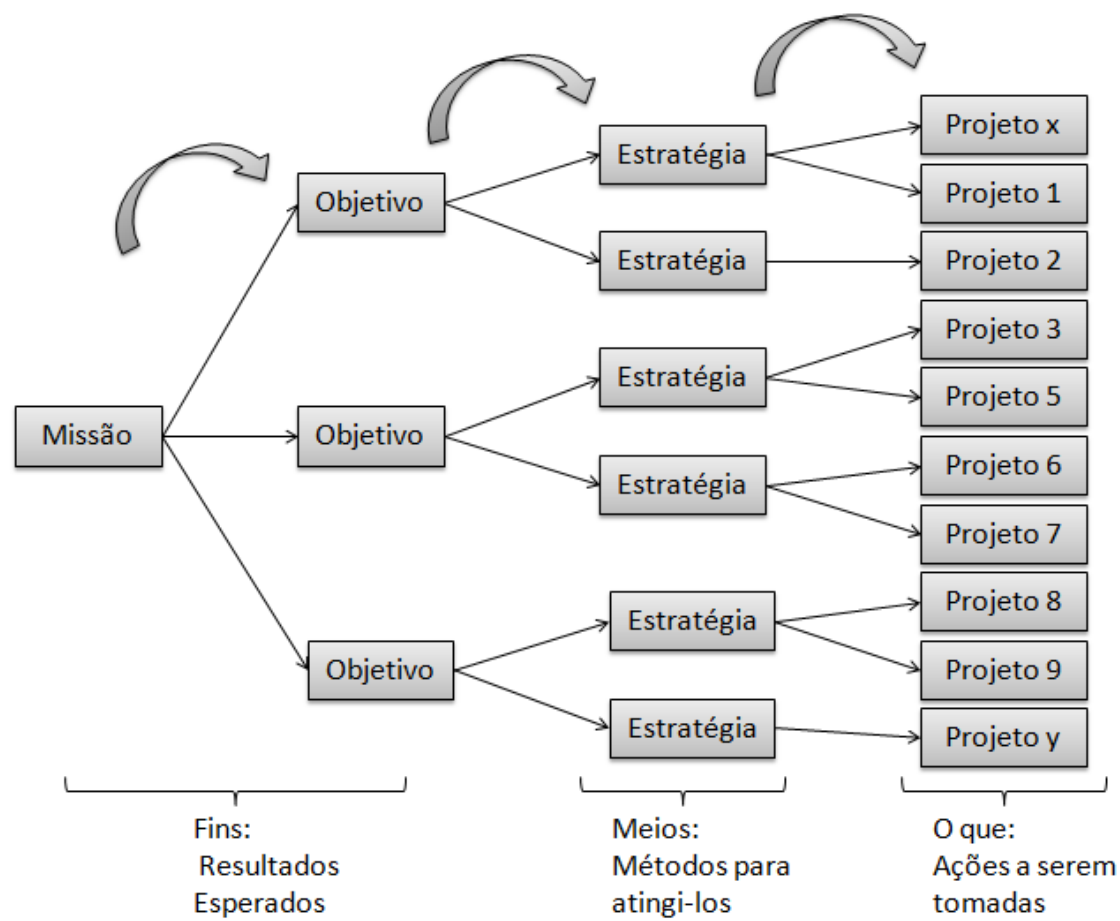 Missão
Objetivo
Objetivo
Objetivo
Estratégia
Estratégia
Estratégia
Estratégia
Estratégia
Estratégia
Projeto x
Projeto 1
Projeto 2
Projeto 3
Projeto 5
Projeto 6
Projeto 7
Projeto 8
Projeto 9
Projeto y
Fins:
Resultados
Esperados
Meios:
Métodos para
atingi-los
O que:
Ações a serem
tomadas